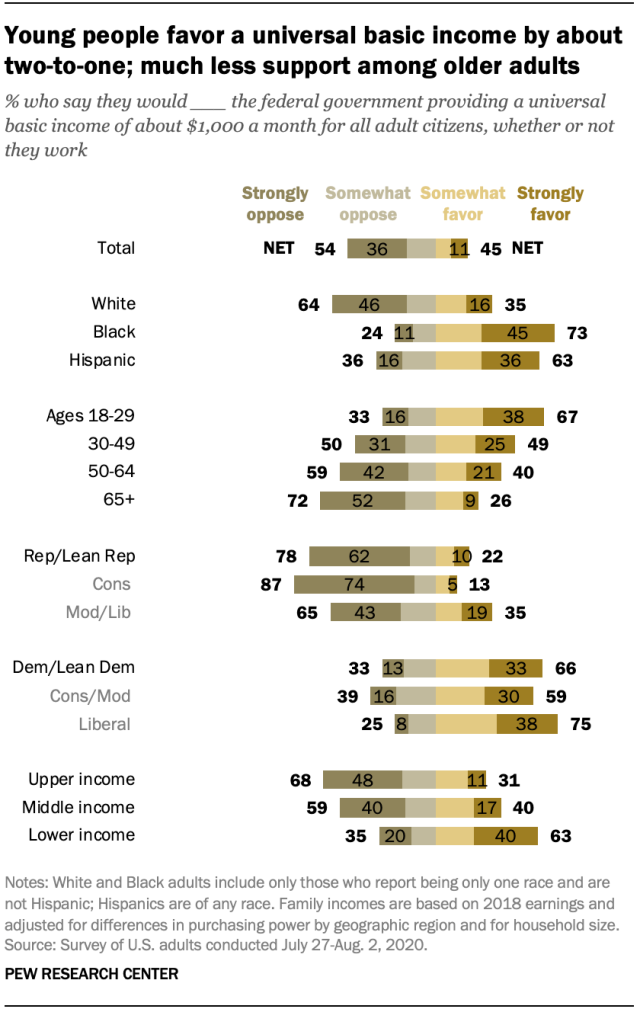 Young people favor a universal basic income by about
two-to-one; much less support among older adults
% who say they would ___ the federal government providing a universal
basic income of about $1,000 a month for all adult citizens, whether or not
they work
Strongly oppose Somewhat oppose Somewhat favor Strongly favor
Total NET 54 36 11 45 NET
White 64 46 16 35
Black 24 11 45 73
Hispanic 36 16 36 63
Ages 18-29 33 16 38 67
30-49 50 31 25 49
50-64 59 42 21 40
65+ 72 52 9 26
Rep/Lean Rep 78 62 10 22
Cons 87 74 5 13
Mod/Lib 65 43 19 35
Dem/Lean Dem 33 13 33 66
Cons/Mod 39 16 30 59
Liberal 25 8 38 75
Upper income 68 48 11 31
Middle income 59 40 17 40
Lower income 35 20 40 63
Notes: White and Black adults include only those who report being only one race and are
not Hispanic; Hispanics are of any race. Family incomes are based on 2018 earnings and
adjusted for differences in purchasing power by geographic region and for household size.
Source: Survey of U.S. adults conducted July 27-Aug. 2, 2020.
PEW RESEARCH CENTER